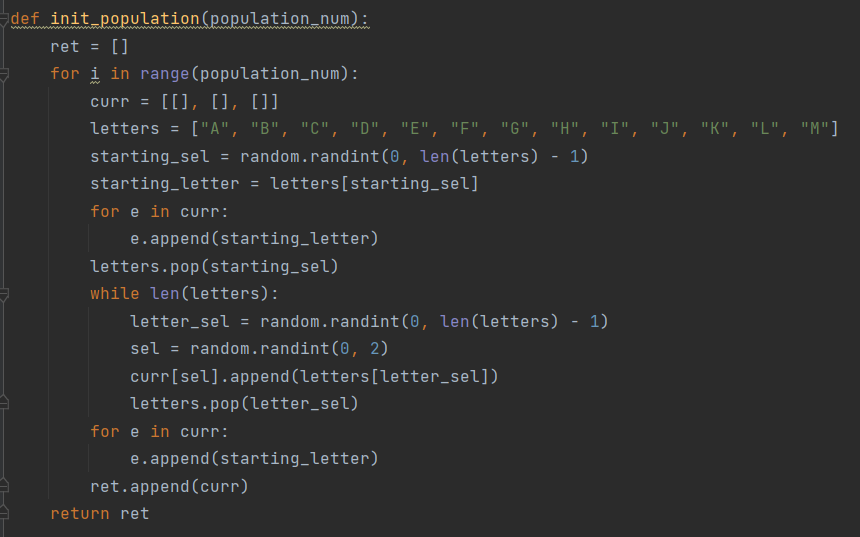 def init_population(population_num):
    ret = []
    for i in range(population_num):
        curr = [[], [], []]
        letters = ["A", "B", "C", "D", "E", "F", "G", "H", "I", "J", "K", "L", "M"]
        starting_sel = random.randint(0, len(letters) - 1)
        starting_letter = letters[starting_sel]
        for e in curr:
            e.append(starting_letter)
        letters.pop(starting_sel)
        while len(letters):
            letter_sel = random.randint(0, len(letters) - 1)
            sel = random.randint(0, 2)
            curr[sel].append(letters[letter_sel])
            letters.pop(letter_sel)
        for e in curr:
            e.append(starting_letter)
        ret.append(curr)
    return ret